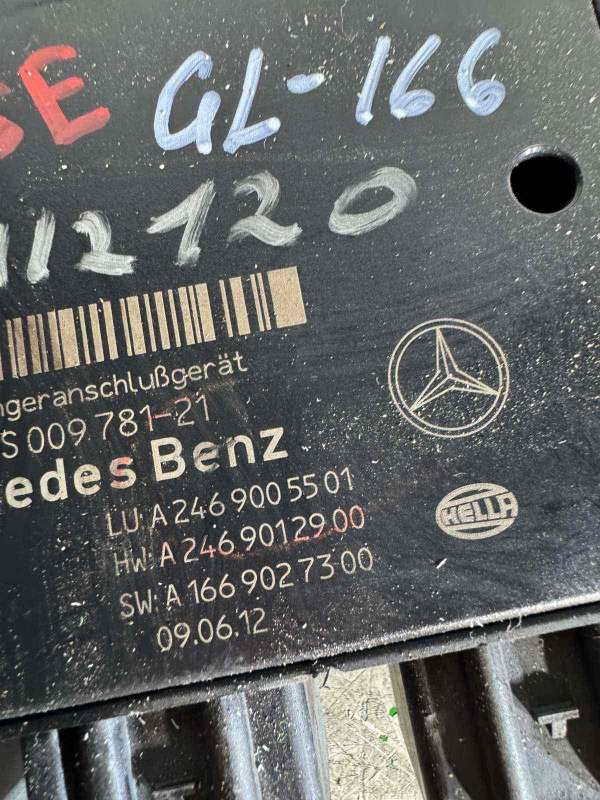 SE GL-166
112120
ngeranschlußgerät
S 009 781-21
edes Benz
LU: A 246 900 55 01
HW: A 246 901 29 00
HELLA
SW: A 166 902 73 00
09.06.12